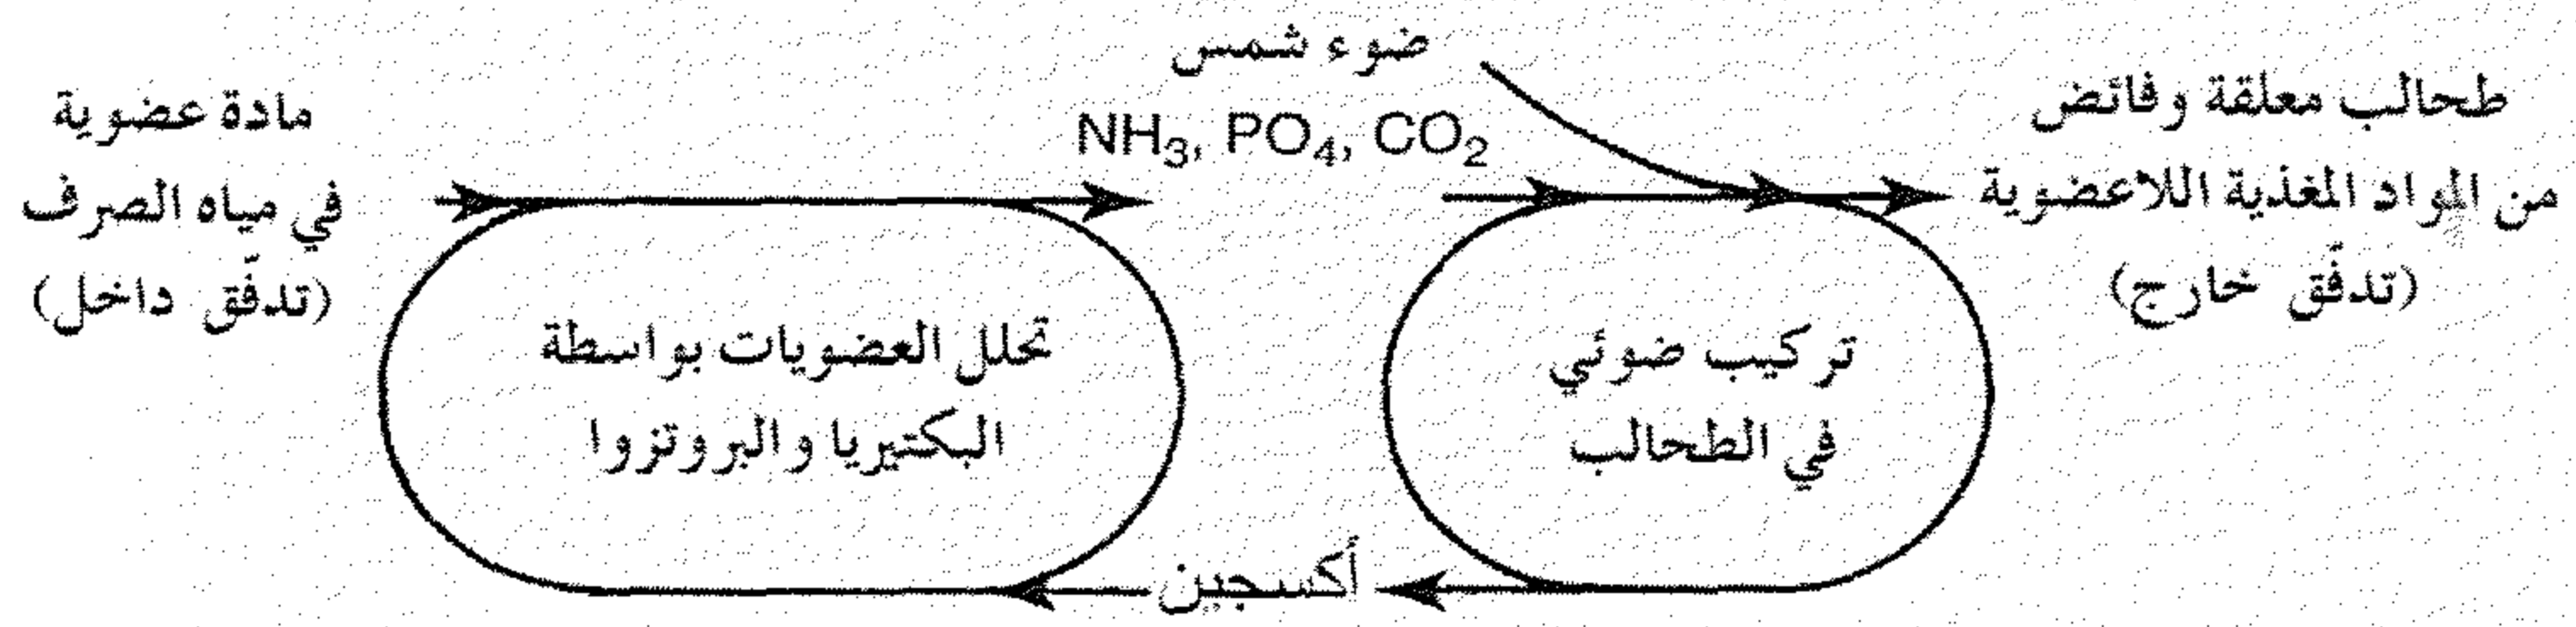 مادة عضوية
في مياه الصرف
(تدفّق داخل)
تحلل العضويات بواسطة
البكتيريا والبروتزوا
ضوء شمس
NH₃, PO₄, CO₂
أكسجين
تركيب ضوئي
في الطحالب
طحالب معلقة وفائض
من المواد المغذية اللاعضوية
(تدفّق خارج)